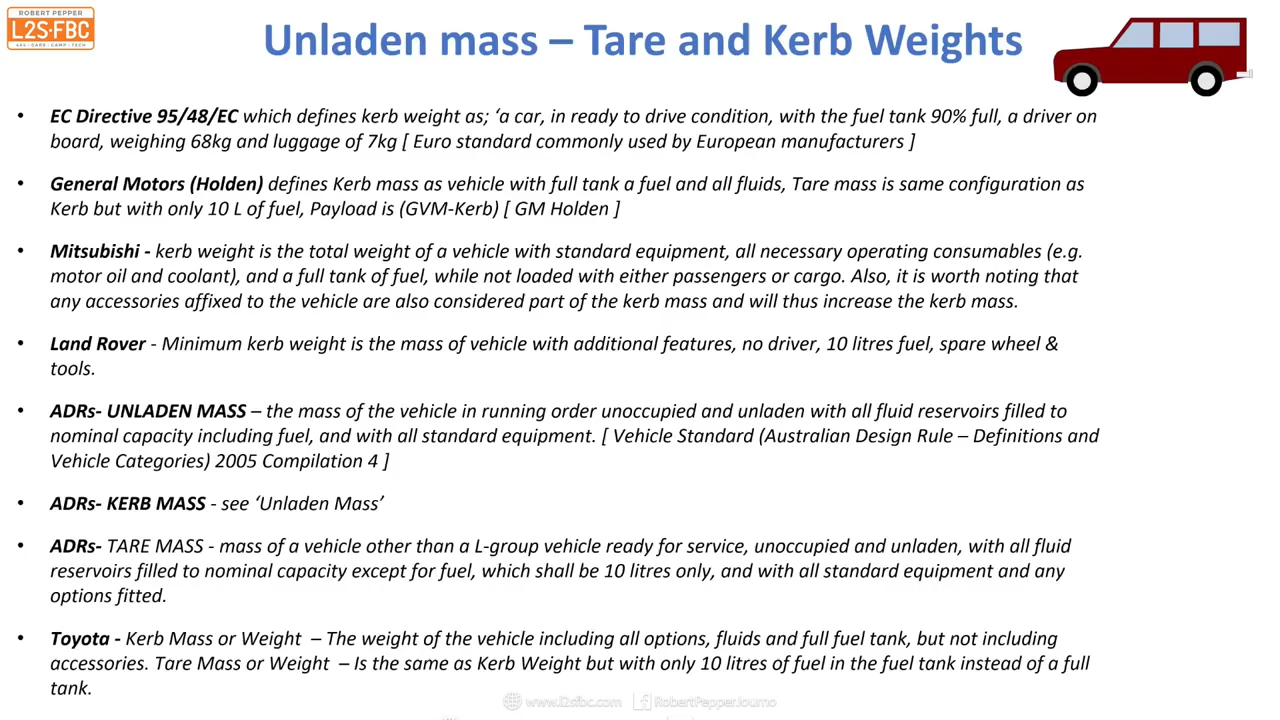 ROBERT PEPPER
L2S·FBC
4X4 · CARS · CAMP · TECH
Unladen mass – Tare and Kerb Weights
• EC Directive 95/48/EC which defines kerb weight as; ‘a car, in ready to drive condition, with the fuel tank 90% full, a driver on
board, weighing 68kg and luggage of 7kg [ Euro standard commonly used by European manufacturers ]
• General Motors (Holden) defines Kerb mass as vehicle with full tank a fuel and all fluids, Tare mass is same configuration as
Kerb but with only 10 L of fuel, Payload is (GVM-Kerb) [ GM Holden ]
• Mitsubishi - kerb weight is the total weight of a vehicle with standard equipment, all necessary operating consumables (e.g.
motor oil and coolant), and a full tank of fuel, while not loaded with either passengers or cargo. Also, it is worth noting that
any accessories affixed to the vehicle are also considered part of the kerb mass and will thus increase the kerb mass.
• Land Rover - Minimum kerb weight is the mass of vehicle with additional features, no driver, 10 litres fuel, spare wheel &
tools.
• ADRs- UNLADEN MASS – the mass of the vehicle in running order unoccupied and unladen with all fluid reservoirs filled to
nominal capacity including fuel, and with all standard equipment. [ Vehicle Standard (Australian Design Rule – Definitions and
Vehicle Categories) 2005 Compilation 4 ]
• ADRs- KERB MASS - see ‘Unladen Mass’
• ADRs- TARE MASS - mass of a vehicle other than a L-group vehicle ready for service, unoccupied and unladen, with all fluid
reservoirs filled to nominal capacity except for fuel, which shall be 10 litres only, and with all standard equipment and any
options fitted.
• Toyota - Kerb Mass or Weight – The weight of the vehicle including all options, fluids and full fuel tank, but not including
accessories. Tare Mass or Weight – Is the same as Kerb Weight but with only 10 litres of fuel in the fuel tank instead of a full
tank.
www.l2sfbc.com RobertPepperJourno